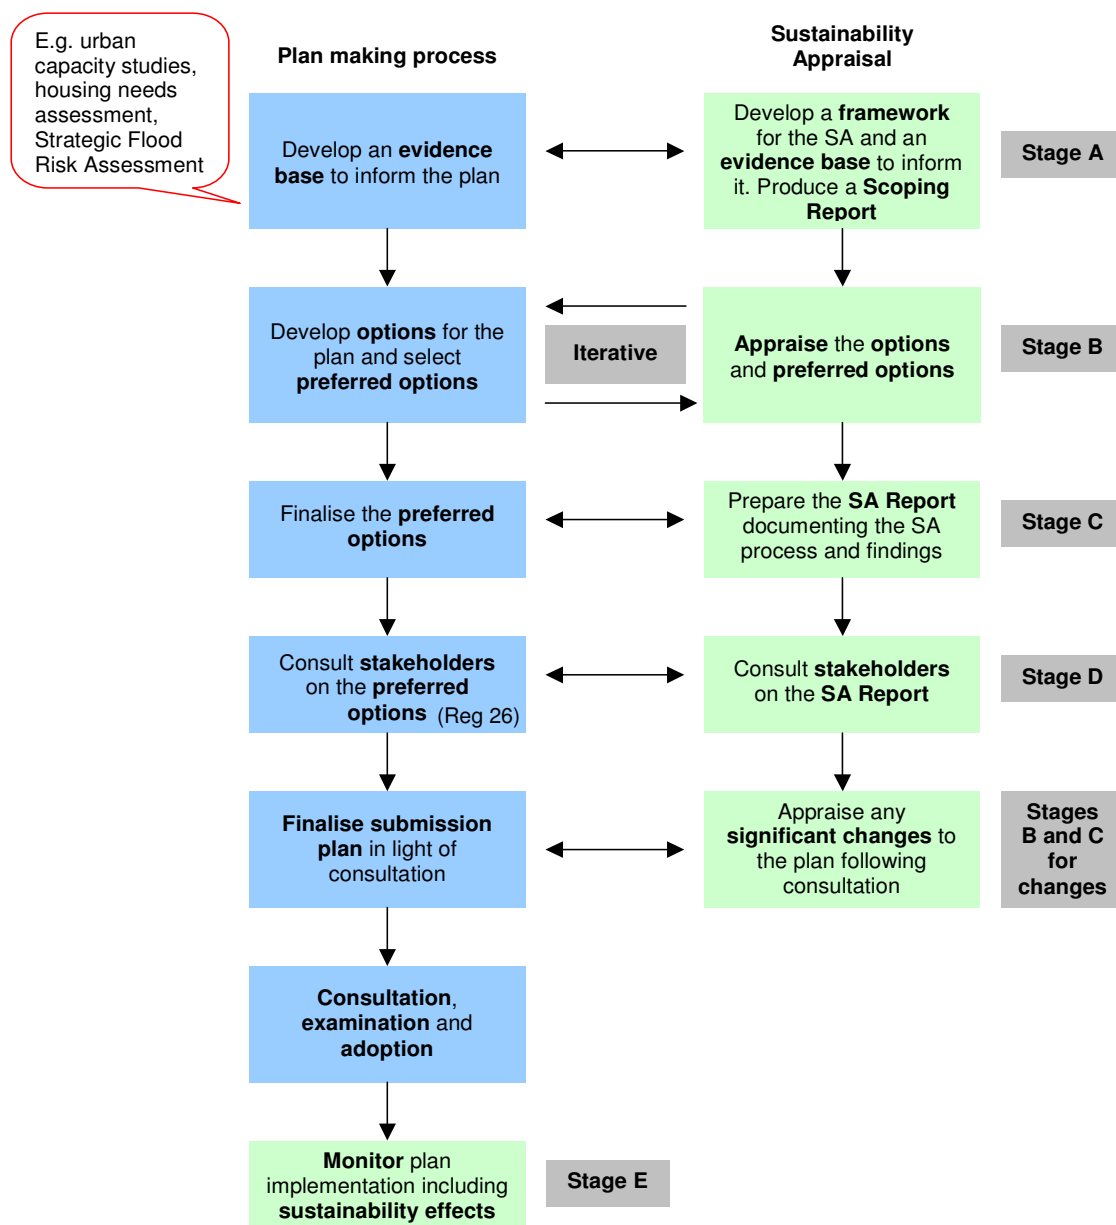 E.g. urban
capacity studies,
housing needs
assessment,
Strategic Flood
Risk Assessment
Plan making process
Sustainability
Appraisal
Develop an evidence
base to inform the plan
Develop a framework
for the SA and an
evidence base to inform
it. Produce a Scoping
Report
Stage A
Develop options for the
plan and select
preferred options
Iterative
Appraise the options
and preferred options
Stage B
Finalise the preferred
options
Prepare the SA Report
documenting the SA
process and findings
Stage C
Consult stakeholders
on the preferred
options (Reg 26)
Consult stakeholders
on the SA Report
Stage D
Finalise submission
plan in light of
consultation
Appraise any
significant changes to
the plan following
consultation
Stages
B and C
for
changes
Consultation,
examination and
adoption
Monitor plan
implementation including
sustainability effects
Stage E